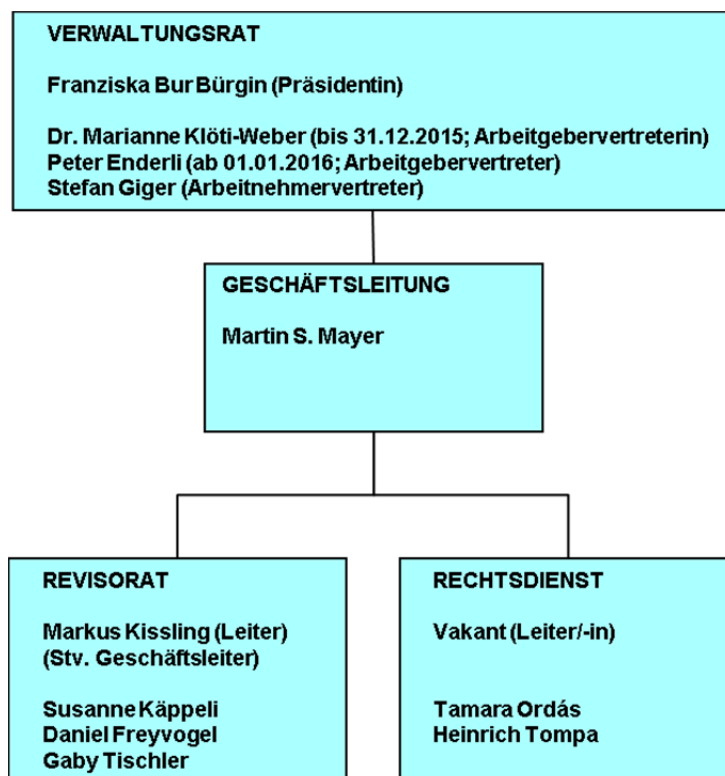 VERWALTUNGSRAT
Franziska Bur Bürgin (Präsidentin)
Dr. Marianne Klöti-Weber (bis 31.12.2015; Arbeitgebervertreterin)
Peter Enderli (ab 01.01.2016; Arbeitgebervertreter)
Stefan Giger (Arbeitnehmervertreter)
GESCHÄFTSLEITUNG
Martin S. Mayer
REVISORAT
Markus Kissling (Leiter)
(Stv. Geschäftsleiter)
Susanne Käppeli
Daniel Freyvogel
Gaby Tischler
RECHTSDIENST
Vakant (Leiter/-in)
Tamara Ordás
Heinrich Tompa